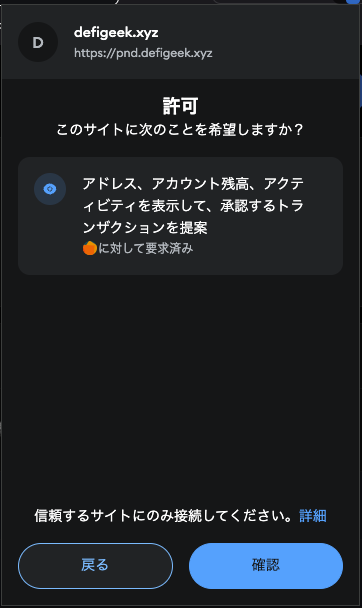 D
defigeek.xyz
https://pnd.defigeek.xyz
許可
このサイトに次のことを希望しますか？
アドレス、アカウント残高、アクテ
ィビティを表示して、承認するトラ
ンザクションを提案
に対して要求済み
信頼するサイトにのみ接続してください。詳細
戻る
確認